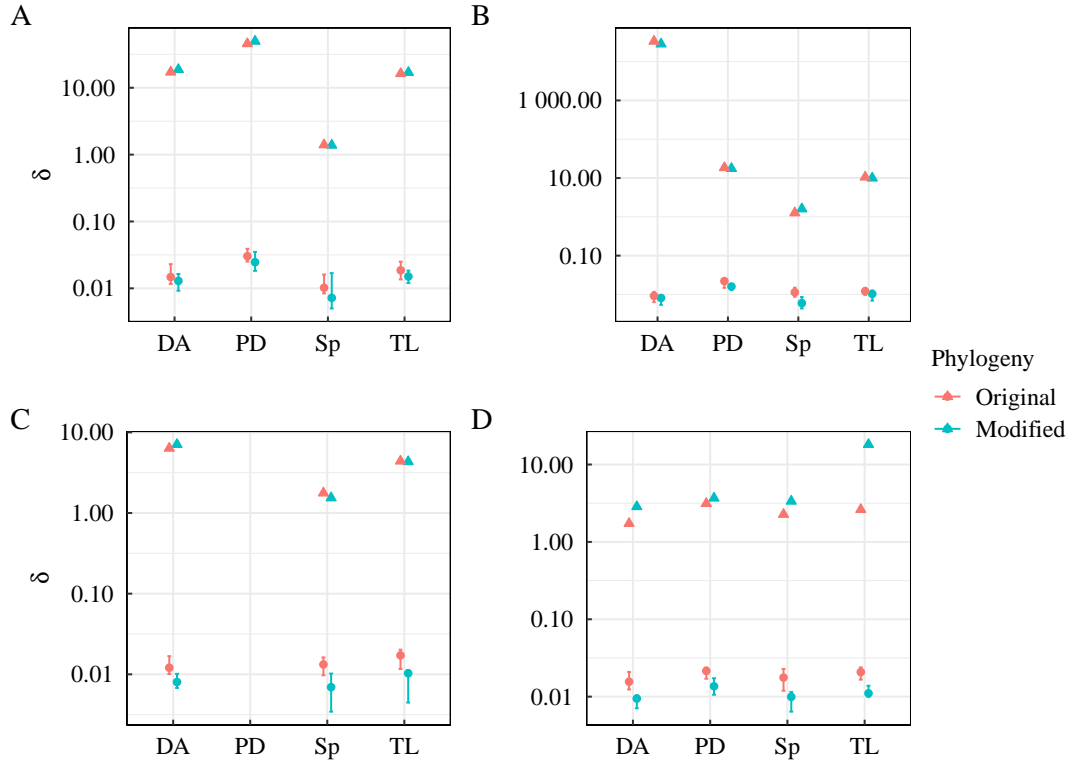 A
10.00
1.00
0.10
0.01
δ
DA PD Sp TL
B
1 000.00
10.00
0.10
DA PD Sp TL
Phylogeny
Original
Modified
C
10.00
1.00
0.10
0.01
δ
DA PD Sp TL
D
10.00
1.00
0.10
0.01
DA PD Sp TL